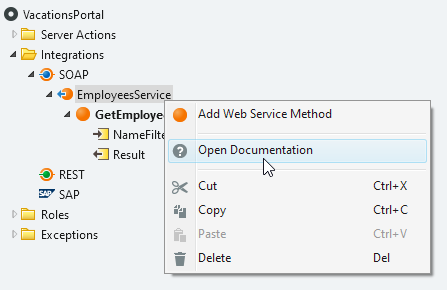 VacationsPortal
Server Actions
Integrations
SOAP
EmployeesService
GetEmployee
NameFilte
Result
REST
SAP SAP
Roles
Exceptions
Add Web Service Method
Open Documentation
Cut Ctrl+X
Copy Ctrl+C
Paste Ctrl+V
Delete Del